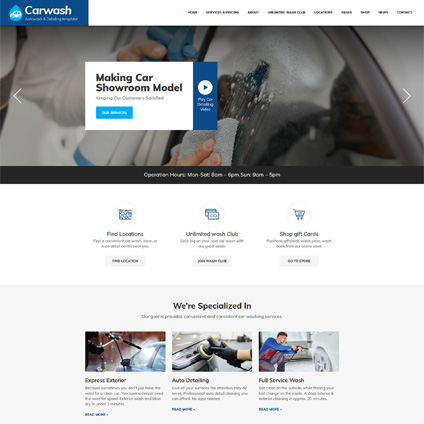 Carwash
Autowash & Detailing template
HOME SERVICES & PRICING ABOUT UNLIMITED WASH CLUB LOCATIONS PAGES SHOP NEWS CONTACT
Making Car
Showroom Model
Keeping Our Customers Satisfied
OUR SERVICES
Play Car
Detailing
Video
Operation Hours: Mon-Sat: 8am – 6pm, Sun: 9am – 5pm
Find Locations
Find a convenient car wash, store, or
Auto detail center near you.
FIND LOCATION
Unlimited wash Club
Save big on your next car wash with
our great deals.
JOIN WASH CLUB
Shop gift Cards
Purchase giftcards, wash pass, wash
book from our online store
GO TO STORE
We're Specialized In
Our goal is provides convenient and consistent car washing services.
Express Exterior
Because sometimes you don't just have the
need for a clean car. You have a deeper need
the need for speed. Exterior wash and blow
dry in under 5 minutes.
READ MORE »
Auto Detailing
Give all your surfaces the attention they de
serve. Professional auto detail cleaning you
can afford. No appt needed.
READ MORE »
Full Service Wash
Get clean on the outside, while finding your
lost change on the inside. A deep interior &
exterior cleaning in approx. 20 minutes.
READ MORE »